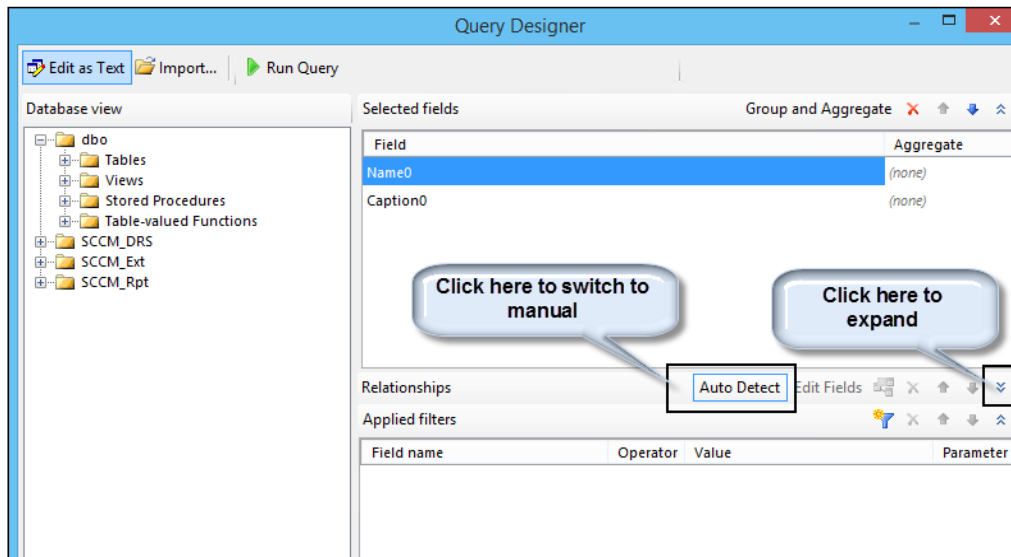 Query Designer
Edit as Text Import... Run Query
Database view
dbo
Tables
Views
Stored Procedures
Table-valued Functions
SCCM_DRS
SCCM_Ext
SCCM_Rpt
Selected fields Group and Aggregate
Field Aggregate
Name0 (none)
Caption0 (none)
Click here to switch to
manual
Click here to
expand
Relationships Auto Detect Edit Fields
Applied filters
Field name Operator Value Parameter